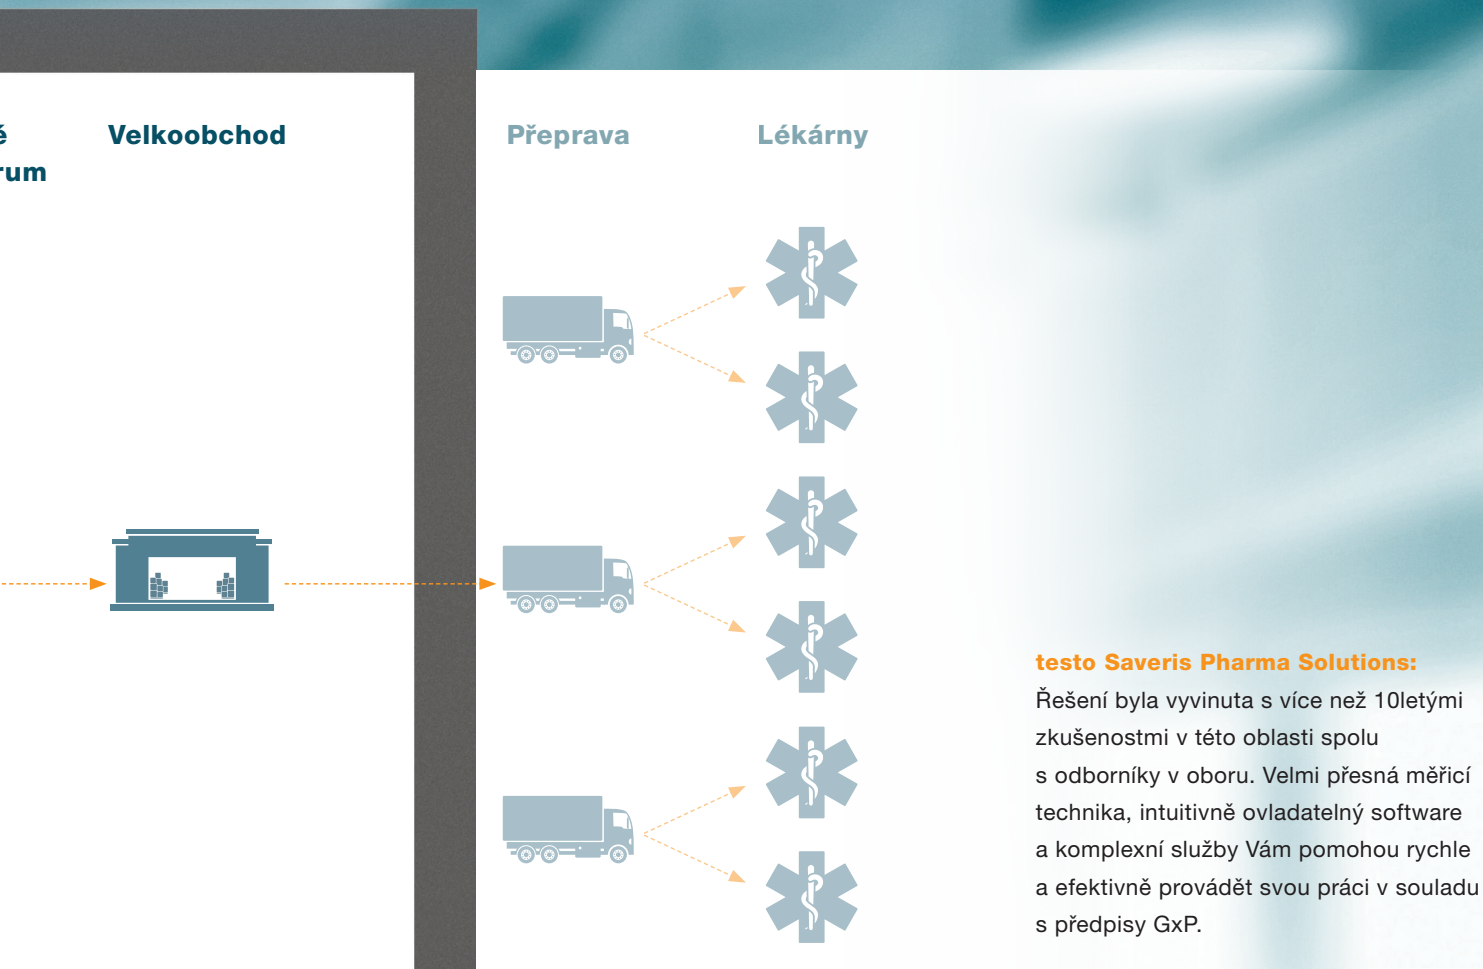 Velkoobchod
Přeprava
Lékárny
testo Saveris Pharma Solutions:
Řešení byla vyvinuta s více než 10letými
zkušenostmi v této oblasti spolu
s odborníky v oboru. Velmi přesná měřicí
technika, intuitivně ovladatelný software
a komplexní služby Vám pomohou rychle
a efektivně provádět svou práci v souladu
s předpisy GxP.